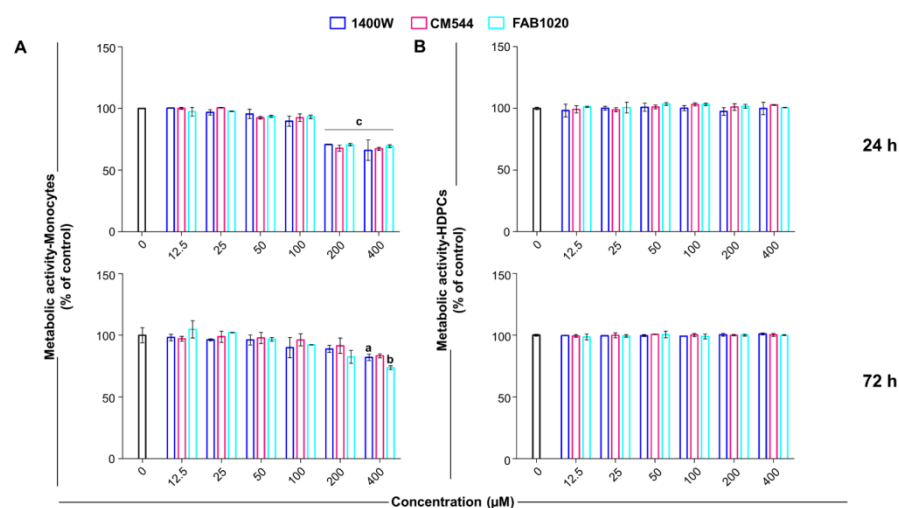 1400W CM544 FAB1020
A
B
Metabolic activity-Monocytes
(% of control)
Metabolic activity-HDPCs
(% of control)
150
100
50
0
c
0 12.5 25 50 100 200 400
150
100
50
0
0 12.5 25 50 100 200 400
24 h
150
100
50
0
a
b
0 12.5 25 50 100 200 400
150
100
50
0
0 12.5 25 50 100 200 400
72 h
Concentration (µM)